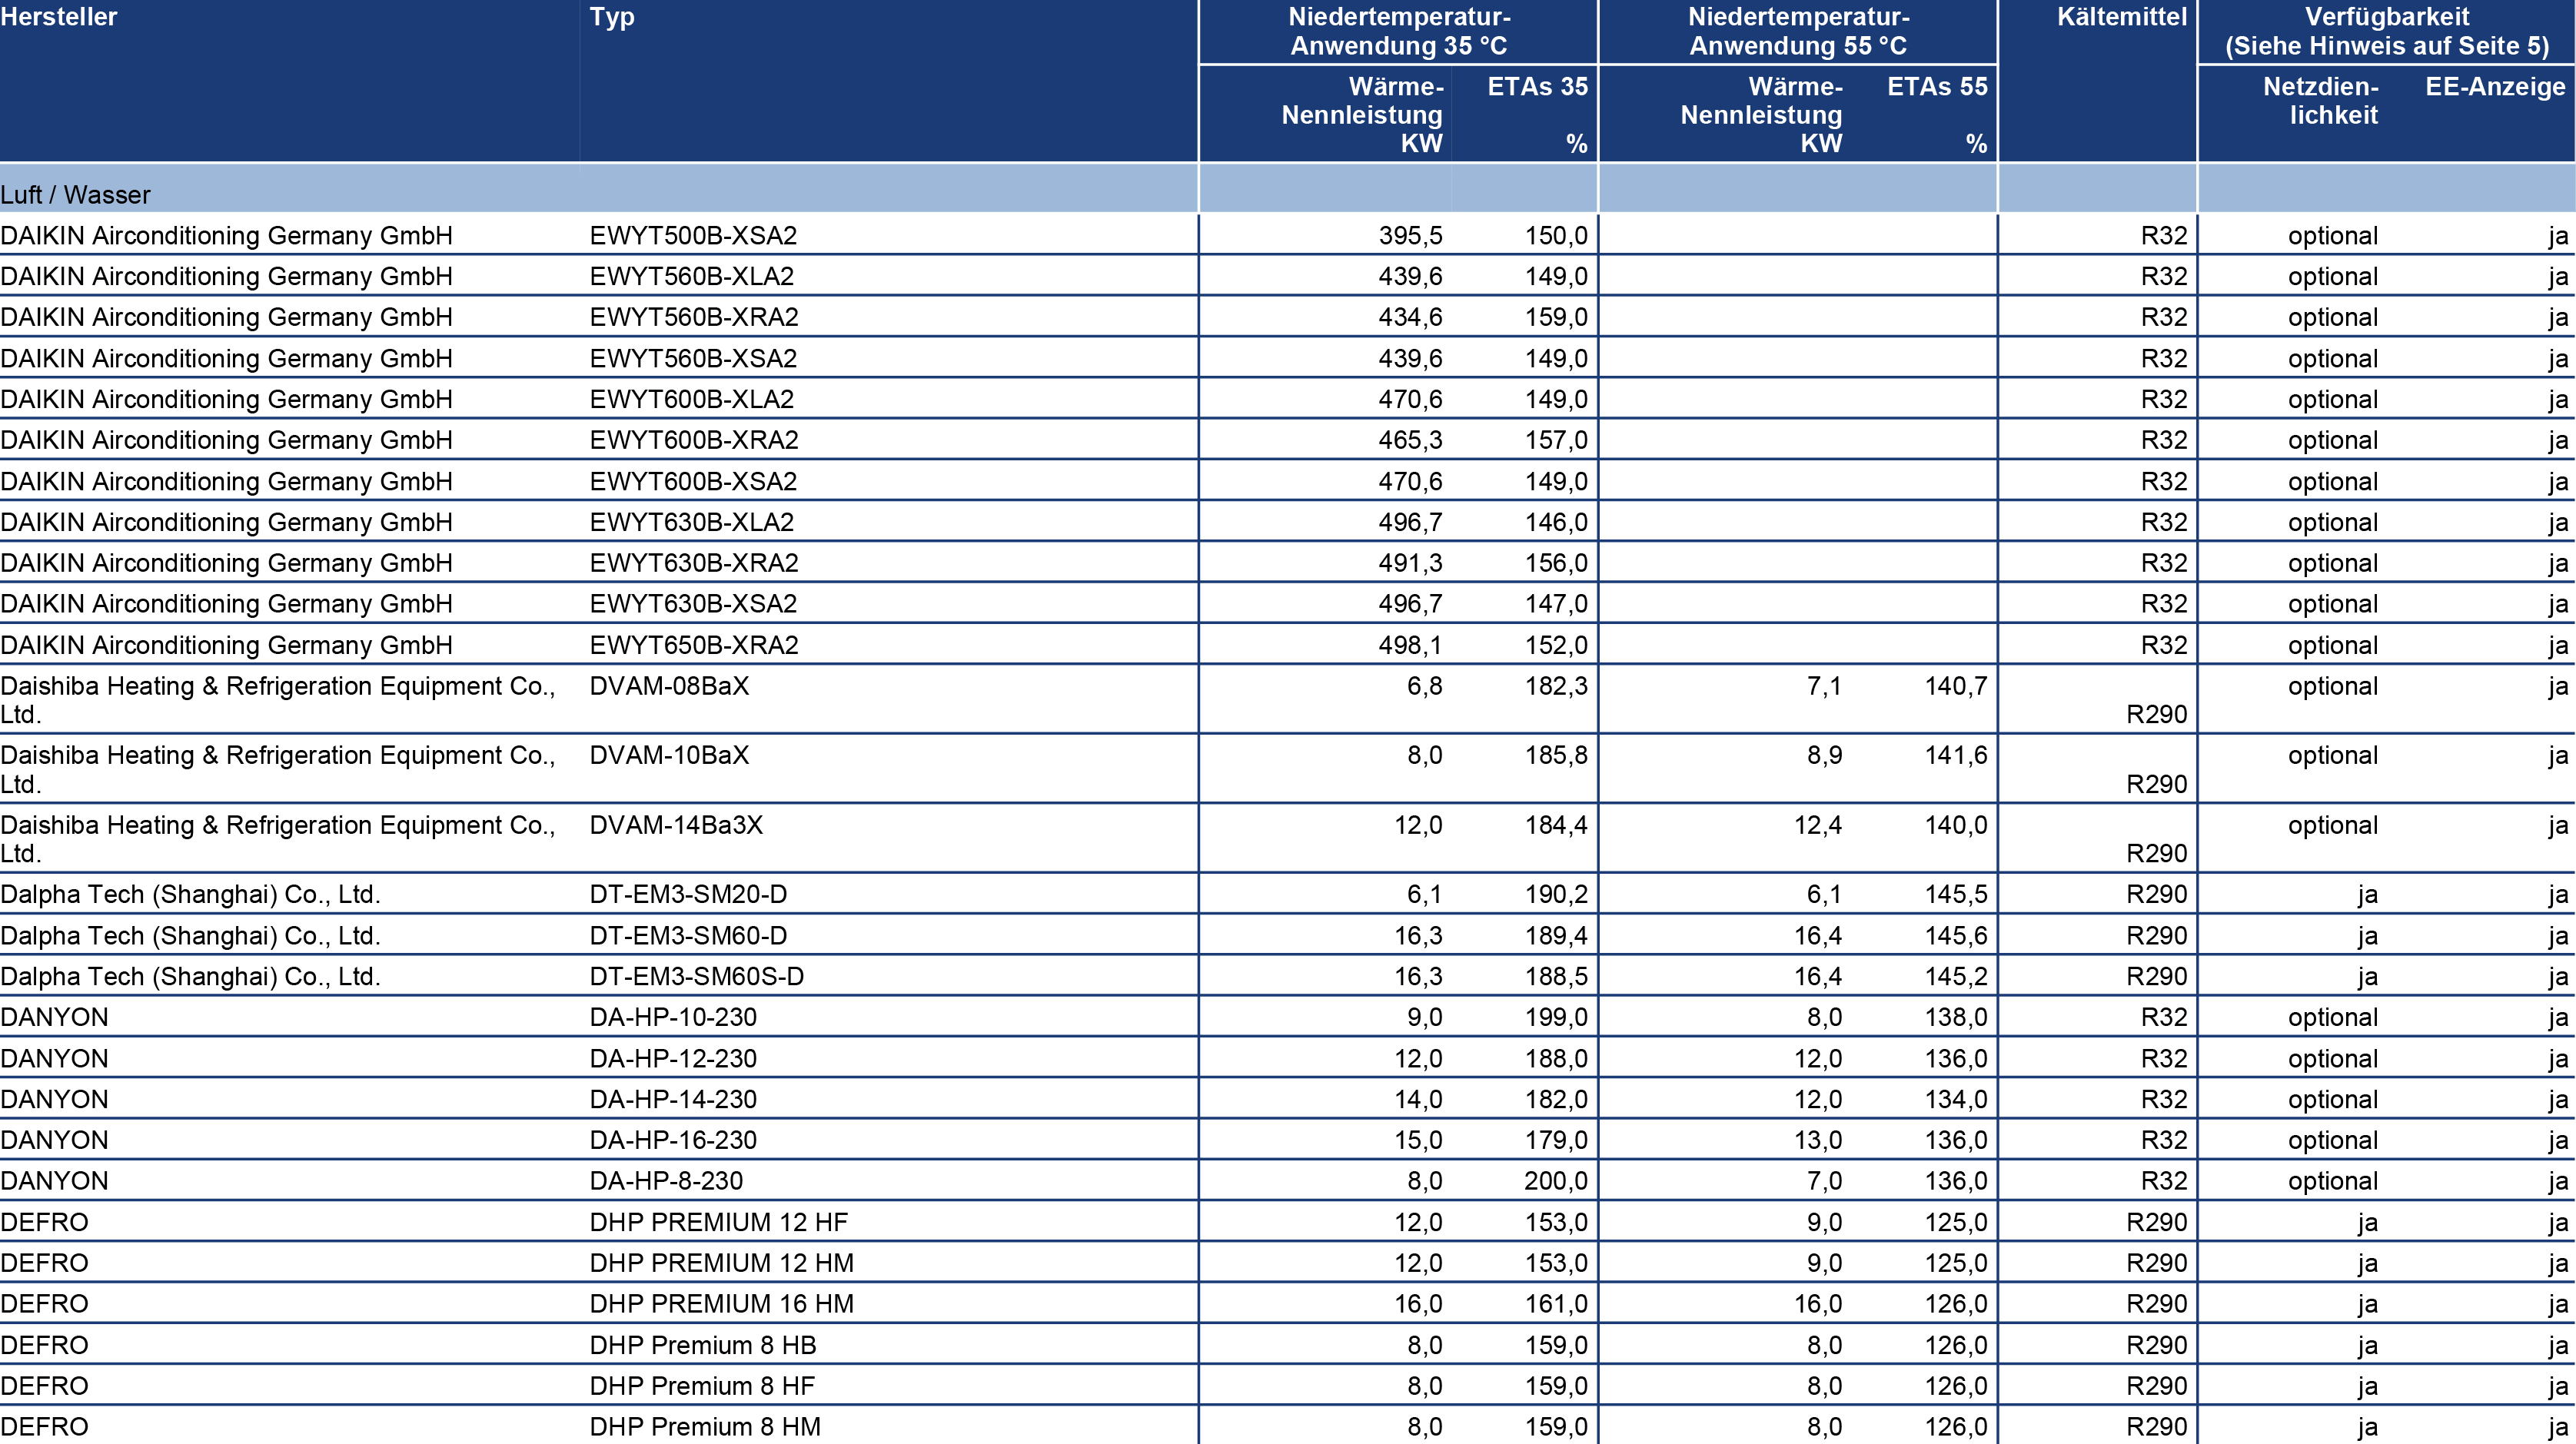 Hersteller Typ Niedertemperatur- Niedertemperatur- Kältemittel Verfügbarkeit
Anwendung 35 °C Anwendung 55 °C (Siehe Hinweis auf Seite 5)
Wärme- ETAs 35 Wärme- ETAs 55 Netzdien- EE-Anzeige
Nennleistung Nennleistung lichkeit
KW % KW %
Luft / Wasser
DAIKIN Airconditioning Germany GmbH EWYT500B-XSA2 395,5 150,0 R32 optional ja
DAIKIN Airconditioning Germany GmbH EWYT560B-XLA2 439,6 149,0 R32 optional ja
DAIKIN Airconditioning Germany GmbH EWYT560B-XRA2 434,6 159,0 R32 optional ja
DAIKIN Airconditioning Germany GmbH EWYT560B-XSA2 439,6 149,0 R32 optional ja
DAIKIN Airconditioning Germany GmbH EWYT600B-XLA2 470,6 149,0 R32 optional ja
DAIKIN Airconditioning Germany GmbH EWYT600B-XRA2 465,3 157,0 R32 optional ja
DAIKIN Airconditioning Germany GmbH EWYT600B-XSA2 470,6 149,0 R32 optional ja
DAIKIN Airconditioning Germany GmbH EWYT630B-XLA2 496,7 146,0 R32 optional ja
DAIKIN Airconditioning Germany GmbH EWYT630B-XRA2 491,3 156,0 R32 optional ja
DAIKIN Airconditioning Germany GmbH EWYT630B-XSA2 496,7 147,0 R32 optional ja
DAIKIN Airconditioning Germany GmbH EWYT650B-XRA2 498,1 152,0 R32 optional ja
Daishiba Heating & Refrigeration Equipment Co., DVAM-08BaX 6,8 182,3 7,1 140,7 optional ja
Ltd. R290
Daishiba Heating & Refrigeration Equipment Co., DVAM-10BaX 8,0 185,8 8,9 141,6 optional ja
Ltd. R290
Daishiba Heating & Refrigeration Equipment Co., DVAM-14Ba3X 12,0 184,4 12,4 140,0 optional ja
Ltd. R290
Dalpha Tech (Shanghai) Co., Ltd. DT-EM3-SM20-D 6,1 190,2 6,1 145,5 R290 ja ja
Dalpha Tech (Shanghai) Co., Ltd. DT-EM3-SM60-D 16,3 189,4 16,4 145,6 R290 ja ja
Dalpha Tech (Shanghai) Co., Ltd. DT-EM3-SM60S-D 16,3 188,5 16,4 145,2 R290 ja ja
DANYON DA-HP-10-230 9,0 199,0 8,0 138,0 R32 optional ja
DANYON DA-HP-12-230 12,0 188,0 12,0 136,0 R32 optional ja
DANYON DA-HP-14-230 14,0 182,0 12,0 134,0 R32 optional ja
DANYON DA-HP-16-230 15,0 179,0 13,0 136,0 R32 optional ja
DANYON DA-HP-8-230 8,0 200,0 7,0 136,0 R32 optional ja
DEFRO DHP PREMIUM 12 HF 12,0 153,0 9,0 125,0 R290 ja ja
DEFRO DHP PREMIUM 12 HM 12,0 153,0 9,0 125,0 R290 ja ja
DEFRO DHP PREMIUM 16 HM 16,0 161,0 16,0 126,0 R290 ja ja
DEFRO DHP Premium 8 HB 8,0 159,0 8,0 126,0 R290 ja ja
DEFRO DHP Premium 8 HF 8,0 159,0 8,0 126,0 R290 ja ja
DEFRO DHP Premium 8 HM 8,0 159,0 8,0 126,0 R290 ja ja